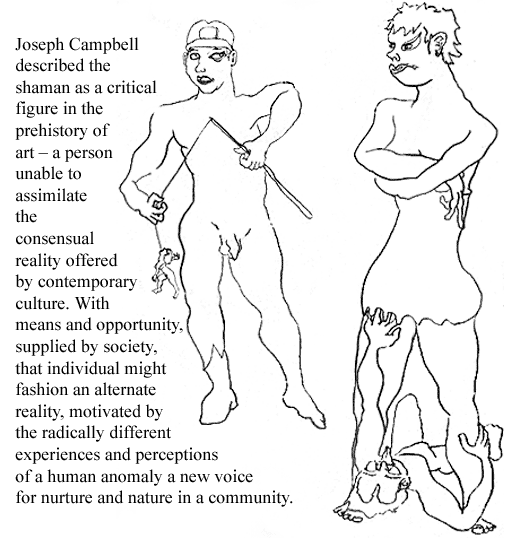 Joseph Campbell
described the
shaman as a critical
figure in the
prehistory of
art – a person
unable to
assimilate
the
consensual
reality offered
by contemporary
culture. With
means and opportunity,
supplied by society,
that individual might
fashion an alternate
reality, motivated by
the radically different
experiences and perceptions
of a human anomaly a new voice
for nurture and nature in a community.